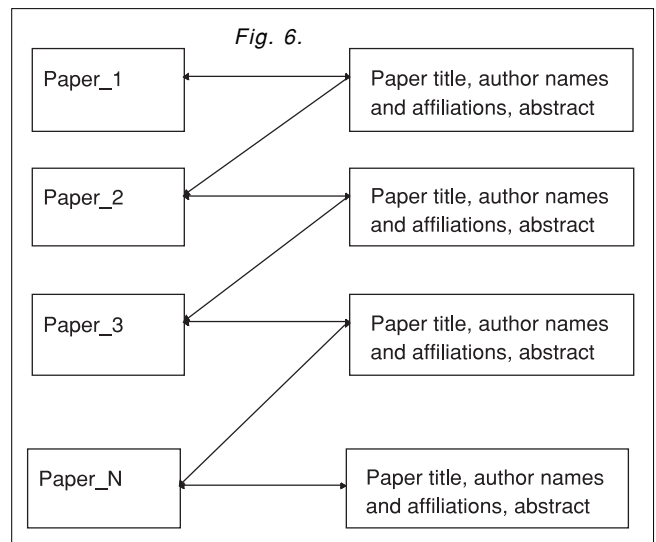 Fig. 6.
Paper_1
Paper title, author names
and affiliations, abstract
Paper_2
Paper title, author names
and affiliations, abstract
Paper_3
Paper title, author names
and affiliations, abstract
Paper_N
Paper title, author names
and affiliations, abstract